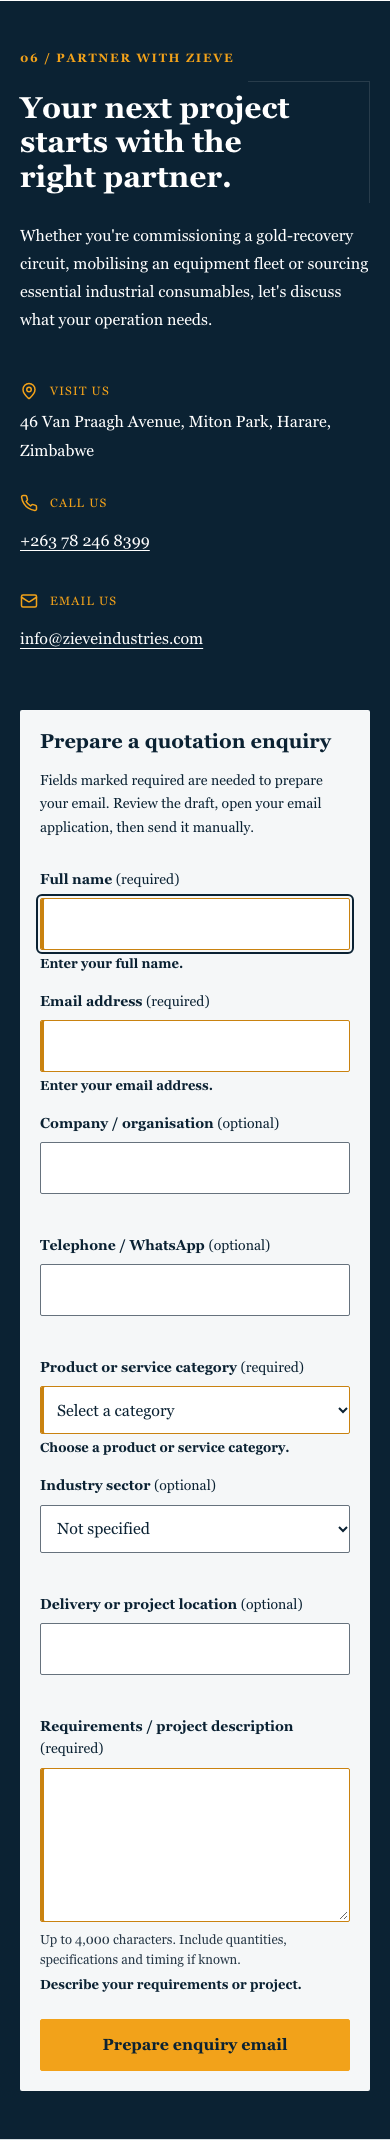 06 / PARTNER WITH ZIEVE
Your next project
starts with the
right partner.
Whether you're commissioning a gold-recovery
circuit, mobilising an equipment fleet or sourcing
essential industrial consumables, let's discuss
what your operation needs.
VISIT US
46 Van Praagh Avenue, Miton Park, Harare,
Zimbabwe
CALL US
+263 78 246 8399
EMAIL US
info@zieveindustries.com
Prepare a quotation enquiry
Fields marked required are needed to prepare
your email. Review the draft, open your email
application, then send it manually.
Full name (required)
Enter your full name.
Email address (required)
Enter your email address.
Company / organisation (optional)
Telephone / WhatsApp (optional)
Product or service category (required)
Select a category
Choose a product or service category.
Industry sector (optional)
Not specified
Delivery or project location (optional)
Requirements / project description
(required)
Up to 4,000 characters. Include quantities,
specifications and timing if known.
Describe your requirements or project.
Prepare enquiry email